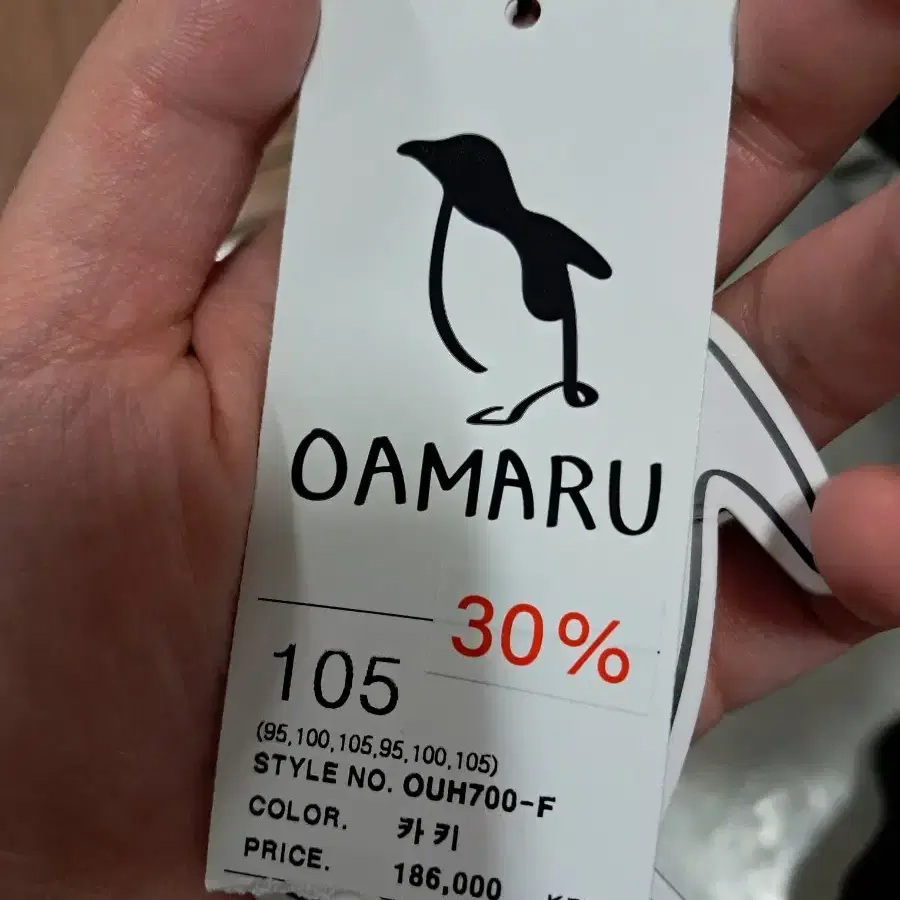 OAMARU
30%
105
(95,100,105,95,100,105)
STYLE NO. OUH700-F
COLOR. 카키
PRICE. 186,000